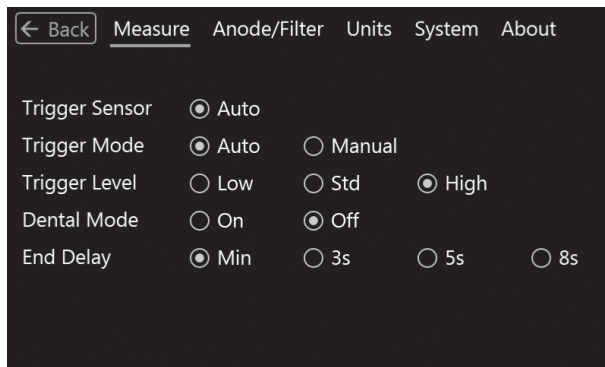 ← Back Measure Anode/Filter Units System About
Trigger Sensor Auto
Trigger Mode Auto Manual
Trigger Level Low Std High
Dental Mode On Off
End Delay Min 3s 5s 8s